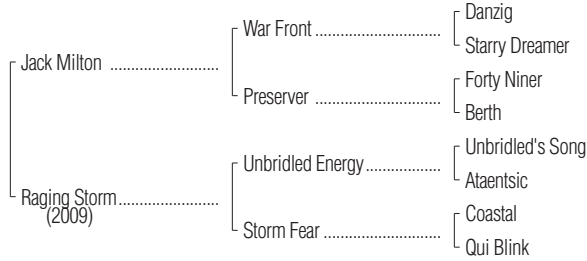 Danzig
War Front ..............................
Starry Dreamer
Jack Milton ..........................
Forty Niner
Preserver ..............................
Berth
Unbridled's Song
Unbridled Energy ..................
Ataentsic
Raging Storm ........................
(2009)
Coastal
Storm Fear ............................
Qui Blink